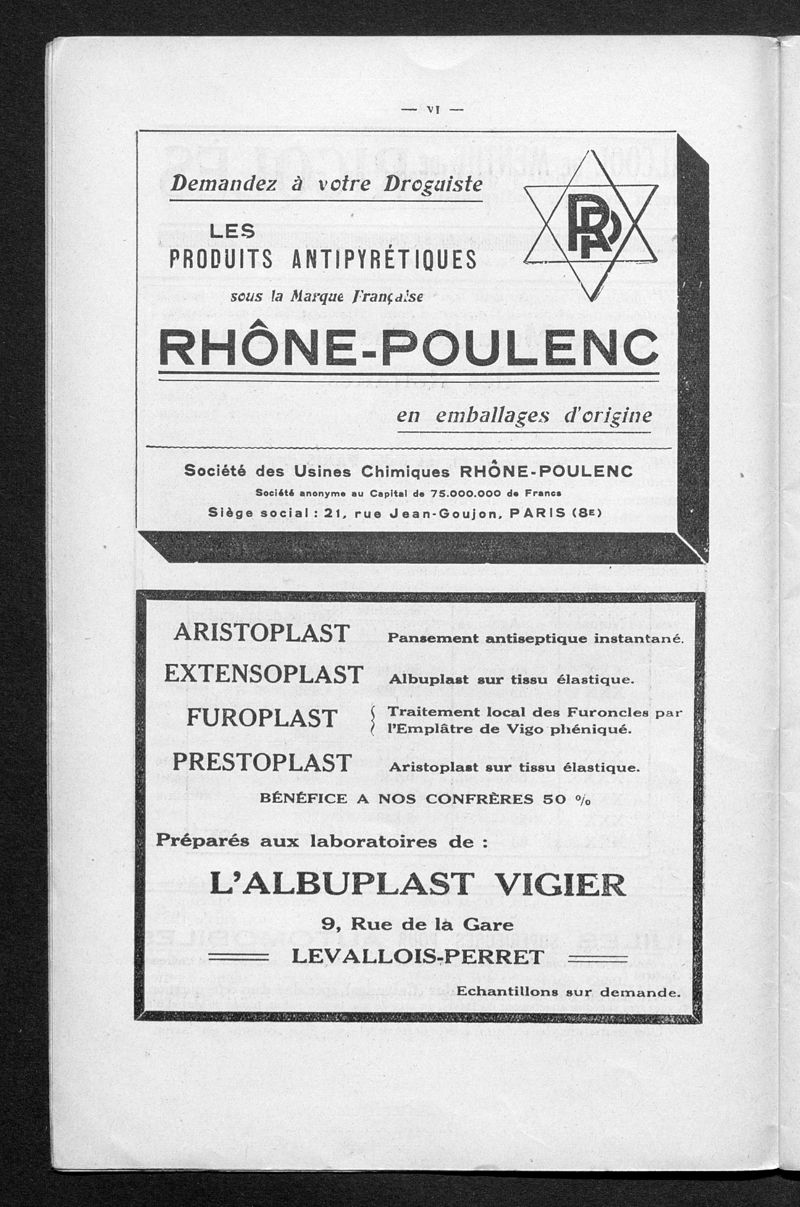 — VI —
Demandez à votre Droguiste
LES
PRODUITS ANTIPYRÉTIQUES
sous la Marque Française
RHÔNE-POULENC
en emballages d'origine
Société des Usines Chimiques RHÔNE-POULENC
Société anonyme au Capital de 75.000.000 de Francs
Siège social : 21, rue Jean-Goujon, PARIS (8E)
ARISTOPLAST Pansement antiseptique instantané.
EXTENSOPLAST Albuplast sur tissu élastique.
FUROPLAST { Traitement local des Furoncles par
l'Emplâtre de Vigo phéniqué.
PRESTOPLAST Aristoplast sur tissu élastique.
BÉNÉFICE A NOS CONFRÈRES 50 %
Préparés aux laboratoires de :
L'ALBUPLAST VIGIER
9, Rue de la Gare
LEVALLOIS-PERRET
Echantillons sur demande.